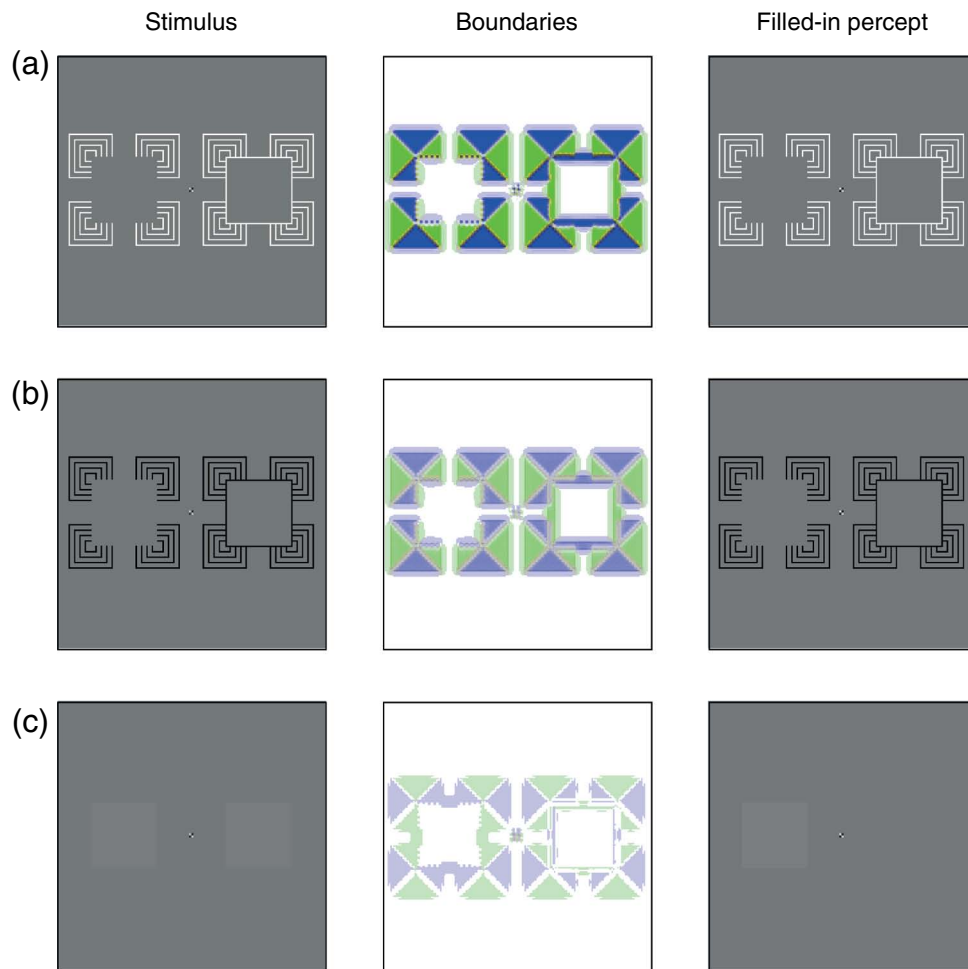 Stimulus
Boundaries
Filled-in percept
(a)
(b)
(c)